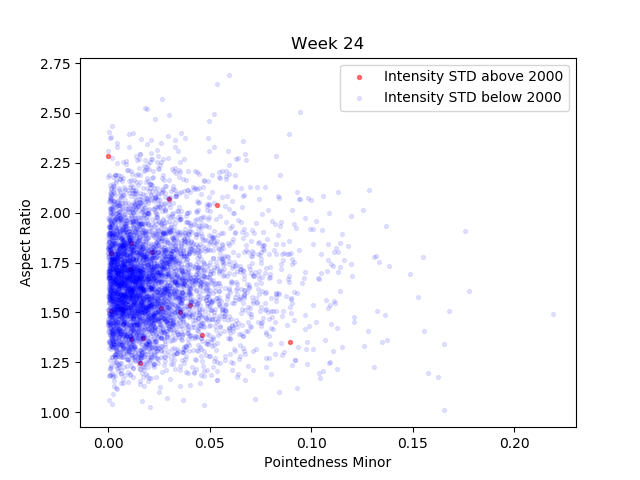 Week 24
Intensity STD above 2000
Intensity STD below 2000
Aspect Ratio
2.75
2.50
2.25
2.00
1.75
1.50
1.25
1.00
0.00 0.05 0.10 0.15 0.20
Pointedness Minor